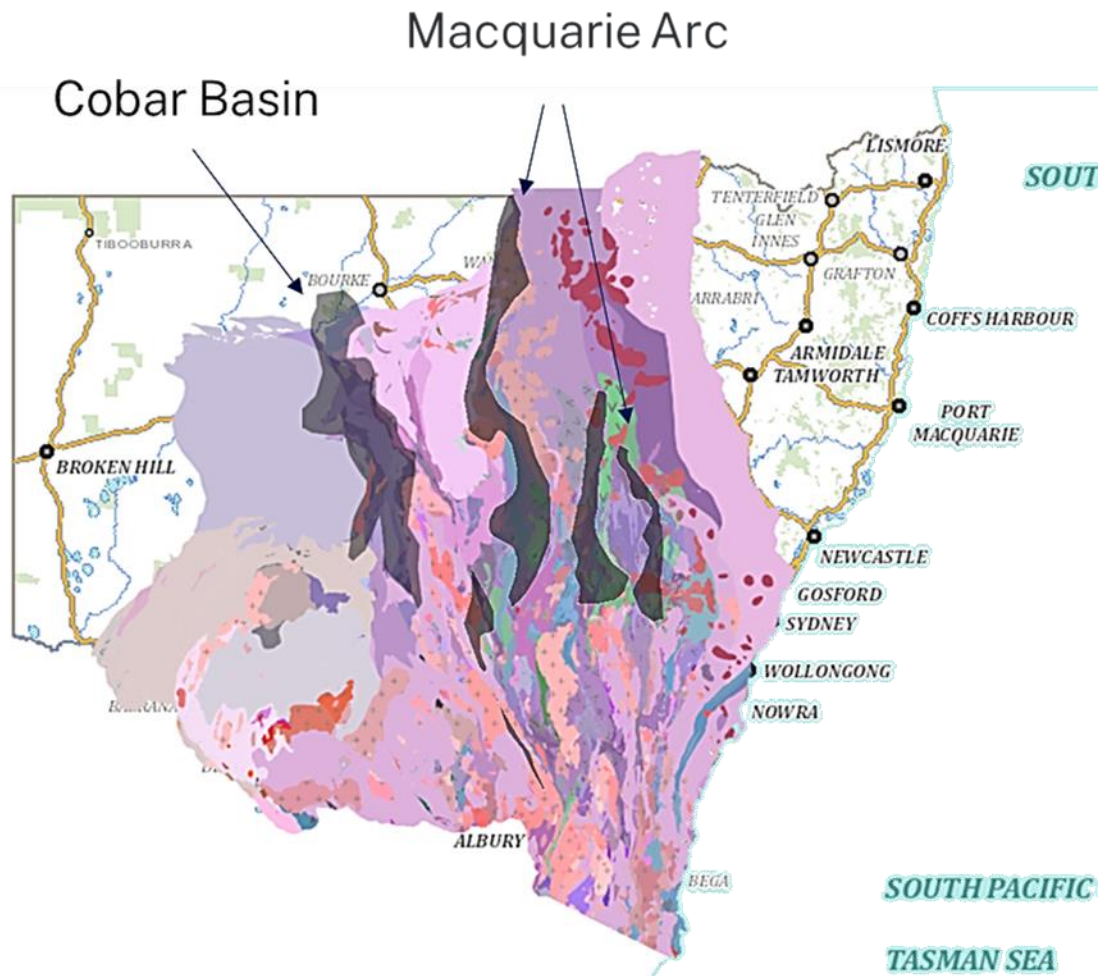 Macquarie Arc
Cobar Basin
LISMORE
SOUT
TENTERFIELD
GLEN
INNES
TIBOOBURRA
BOURKE
GRAFTON
ARRABRI
COFFS HARBOUR
ARMIDALE
TAMWORTH
PORT
MACQUARIE
BROKEN HILL
NEWCASTLE
GOSFORD
SYDNEY
WOLLONGONG
NOWRA
ALBURY
BEGA
SOUTH PACIFIC
TASMAN SEA